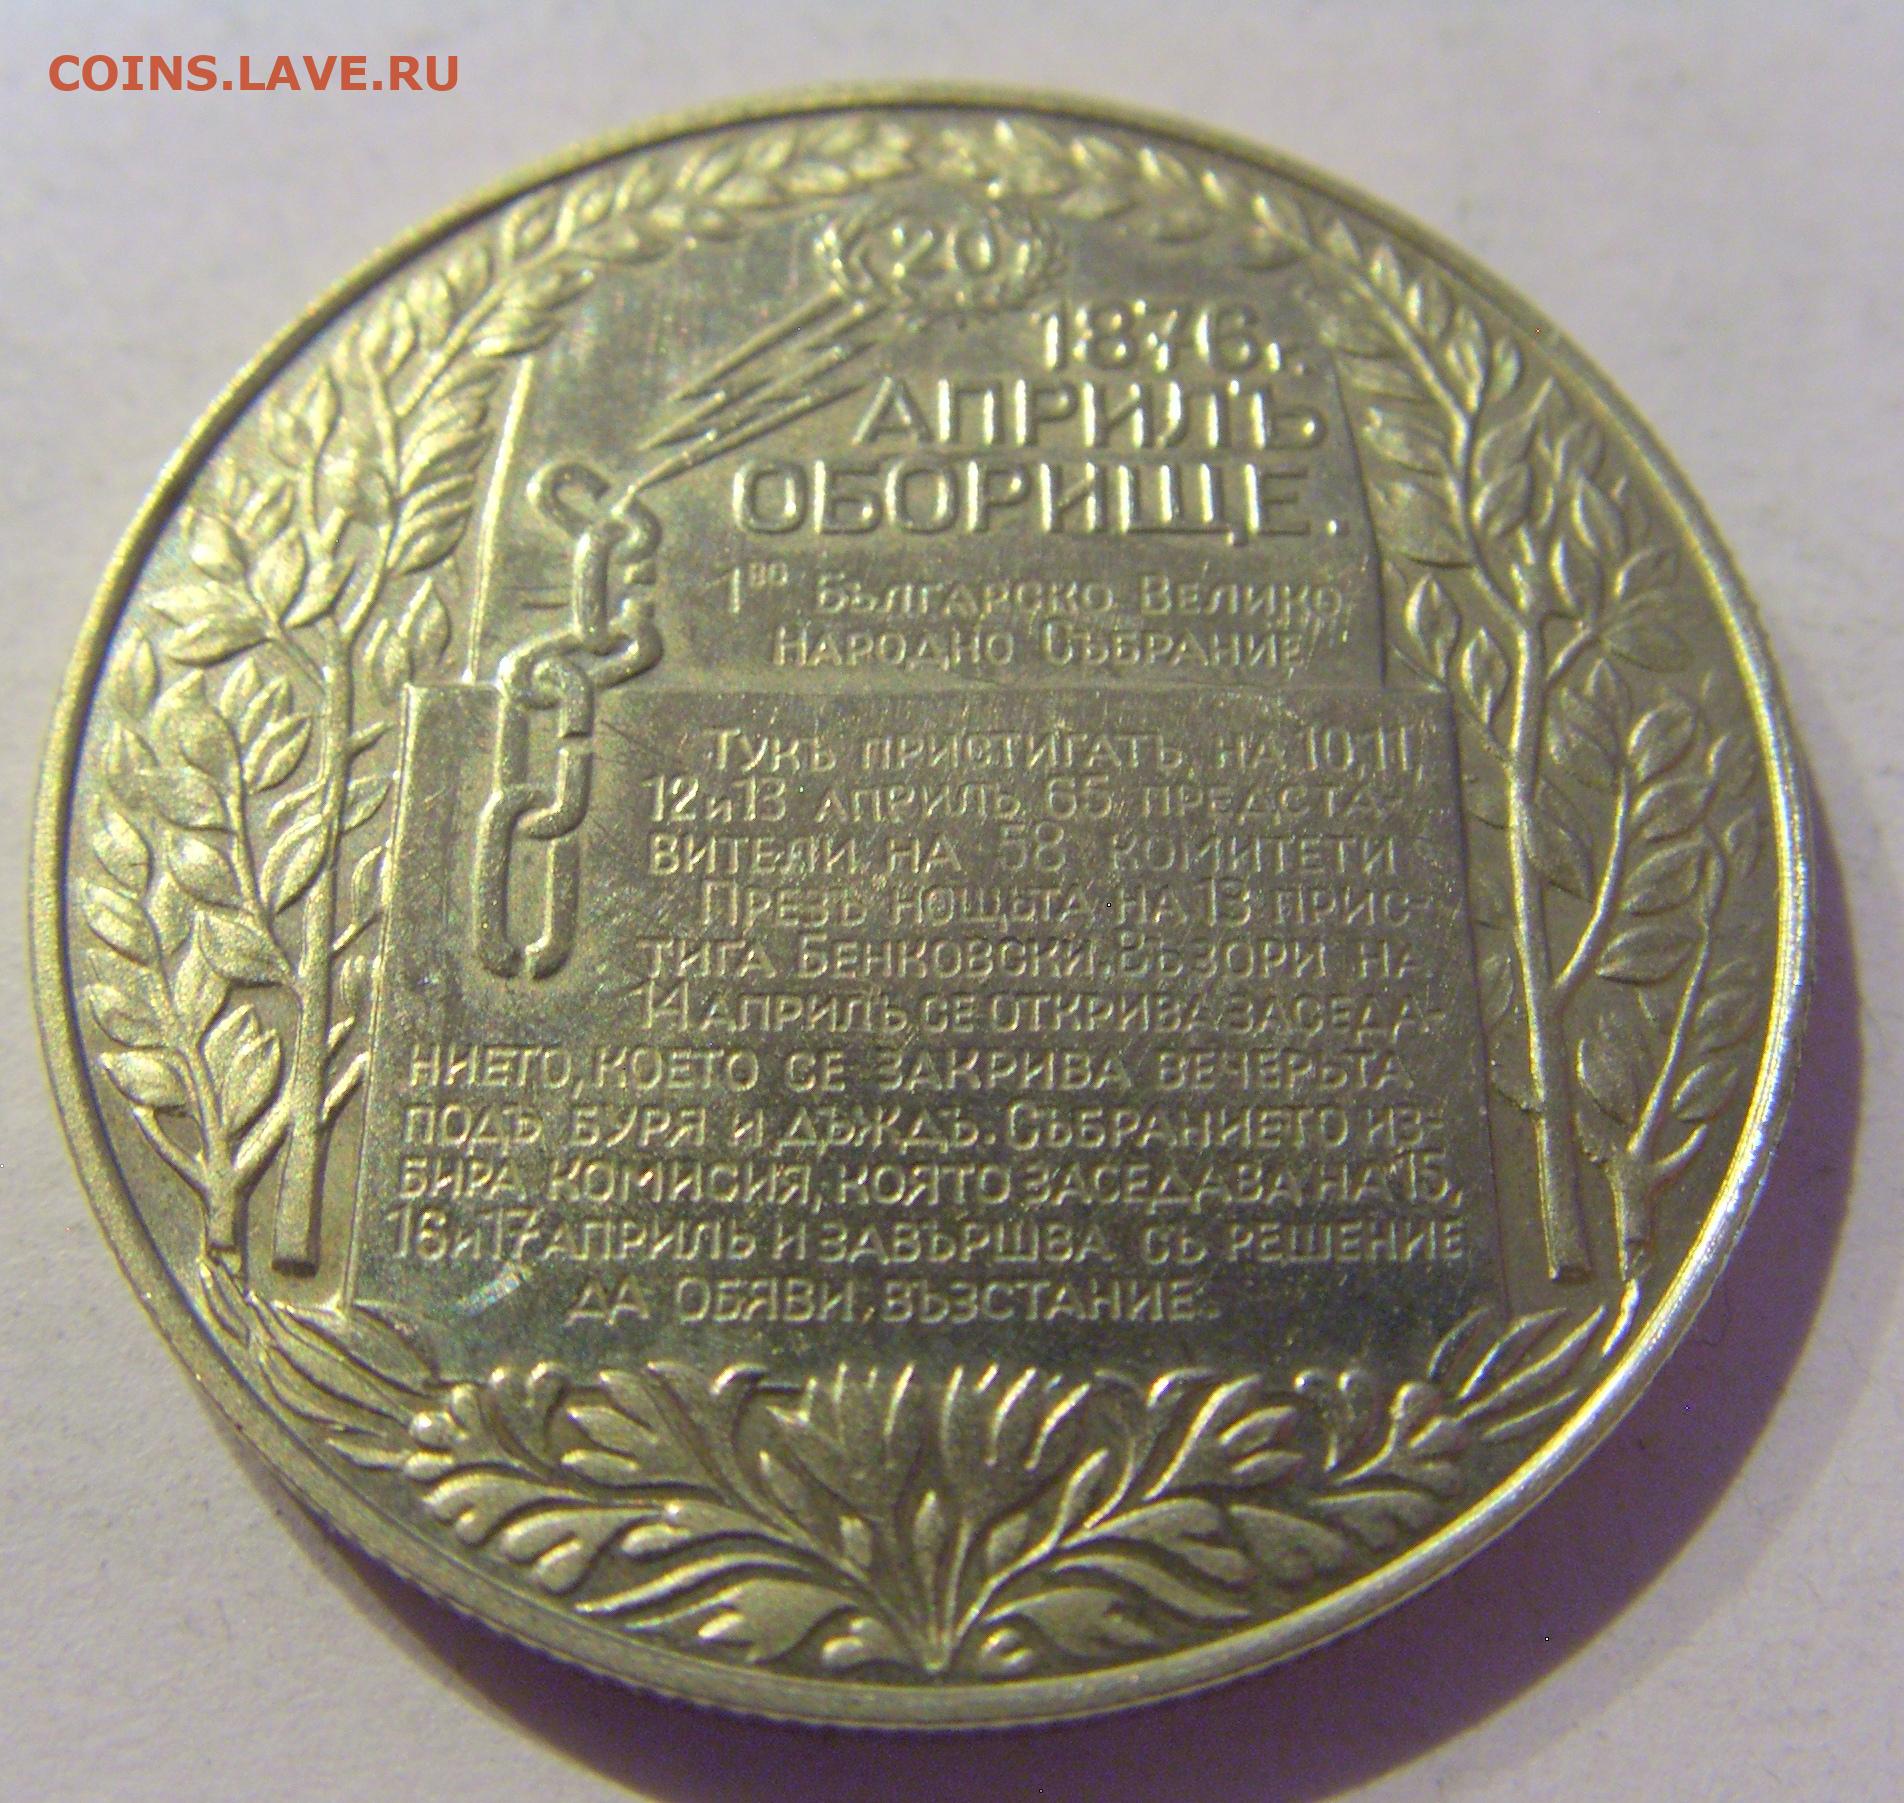 COINS.LAVE.RU
20
1876 г.
АПРИЛЪ
ОБОРИЩЕ.
1ВО БЪЛГАРСКО ВЕЛИКО
НАРОДНО СЪБРАНИЕ
ТУКЪ ПРИСТИГАТЪ НА 10,11,
12 и 13 АПРИЛЪ 65 ПРЕДСТА-
ВИТЕЛИ НА 58 КОМИТЕТИ
ПРЕЗЪ НОЩЬТА НА 13 ПРИС-
ТИГА БЕНКОВСКИ. ВЪ ЗОРИ НА
14 АПРИЛЪ СЕ ОТКРИВА ЗАСЕДА-
НИЕТО, КОЕТО СЕ ЗАКРИВА ВЕЧЕРЬТА
ПОДЪ БУРЯ И ДЪЖДЪ. СЪБРАНИЕТО ИЗ-
БИРА КОМИСИЯ, КОЯТО ЗАСЕДАВА НА 15,
16 и 17 АПРИЛЪ И ЗАВЪРШВА СЪ РЕШЕНИЕ
ДА ОБЯВИ ВЪЗСТАНИЕ.